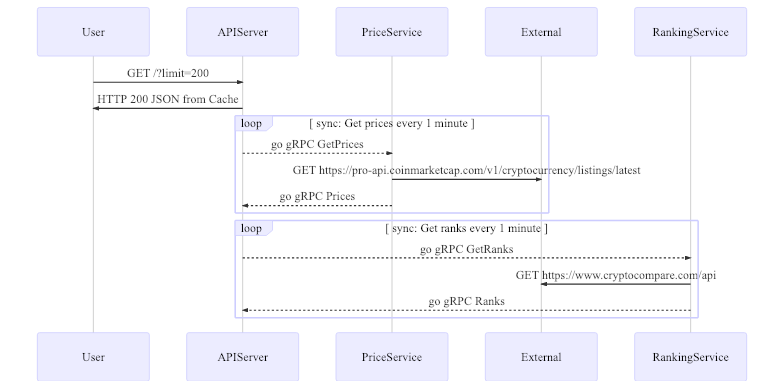 User
APIServer
PriceService
External
RankingService
GET /?limit=200
HTTP 200 JSON from Cache
loop
[ sync: Get prices every 1 minute ]
go gRPC GetPrices
GET https://pro-api.coinmarketcap.com/v1/cryptocurrency/listings/latest
go gRPC Prices
loop
[ sync: Get ranks every 1 minute ]
go gRPC GetRanks
GET https://www.cryptocompare.com/api
go gRPC Ranks
User
APIServer
PriceService
External
RankingService